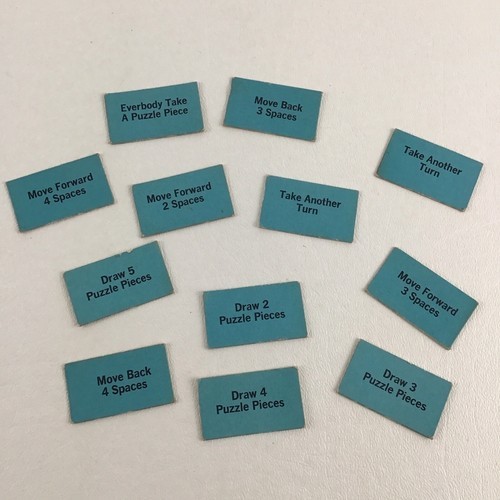 Everybody Take
A Puzzle Piece
Move Back
3 Spaces
Take Another
Turn
Move Forward
4 Spaces
Move Forward
2 Spaces
Take Another
Turn
Draw 5
Puzzle Pieces
Draw 2
Puzzle Pieces
Move Forward
3 Spaces
Move Back
4 Spaces
Draw 4
Puzzle Pieces
Draw 3
Puzzle Pieces